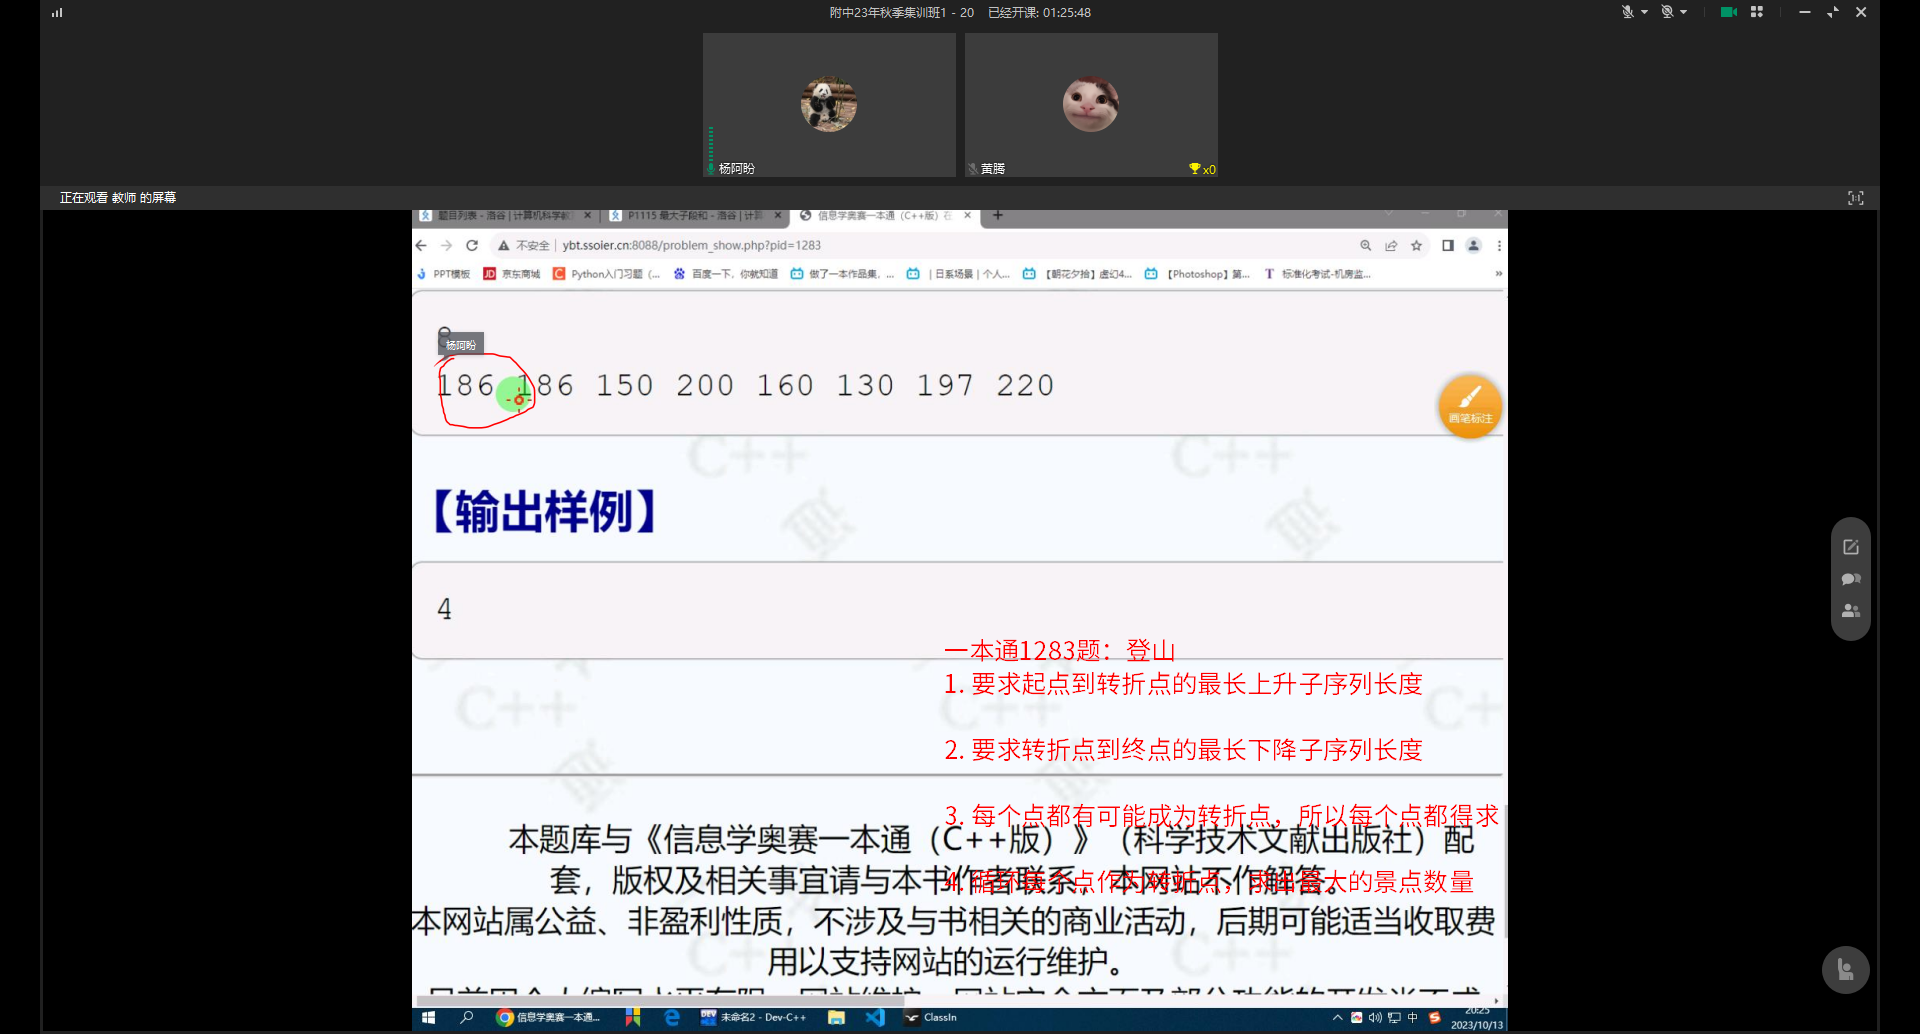 附中23年秋季集训班1 - 20 已经开课: 01:25:48
杨阿盼
黄腾
x0
正在观看 教师 的屏幕
题目列表 - 洛谷 | 计算机科学教
P1115 最大子段和 - 洛谷 | 计算
信息学奥赛一本通（C++版）在
不安全
ybt.ssoier.cn:8088/problem_show.php?pid=1283
PPT模板
京东商城
Python入门习题（...
百度一下，你就知道
做了一本作品集，...
| 日系场景 | 个人...
【朝花夕拾】虚幻4...
【Photoshop】第...
标准化考试-机房监...
»
8
杨阿盼
186 186 150 200 160 130 197 220
画笔标注
【输出样例】
4
一本通1283题：登山
1. 要求起点到转折点的最长上升子序列长度
2. 要求转折点到终点的最长下降子序列长度
3. 每个点都有可能成为转折点，所以每个点都得求
本题库与《信息学奥赛一本通（C++版）》（科学技术文献出版社）配
套，版权及相关事宜请与本书作者联系，本网站不作解答。
4. 循环每个点作为转折点，求出最大的景点数量
本网站属公益、非盈利性质，不涉及与书相关的商业活动，后期可能适当收取费
用以支持网站的运行维护。
信息学奥赛一本通...
未命名2 - Dev-C++
ClassIn
中
20:25
2023/10/13
C++
通